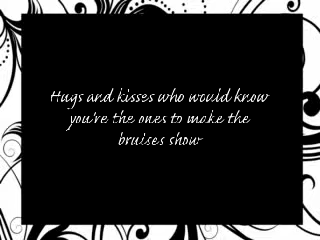 Hugs and kisses who would know
you're the ones to make the
bruises show